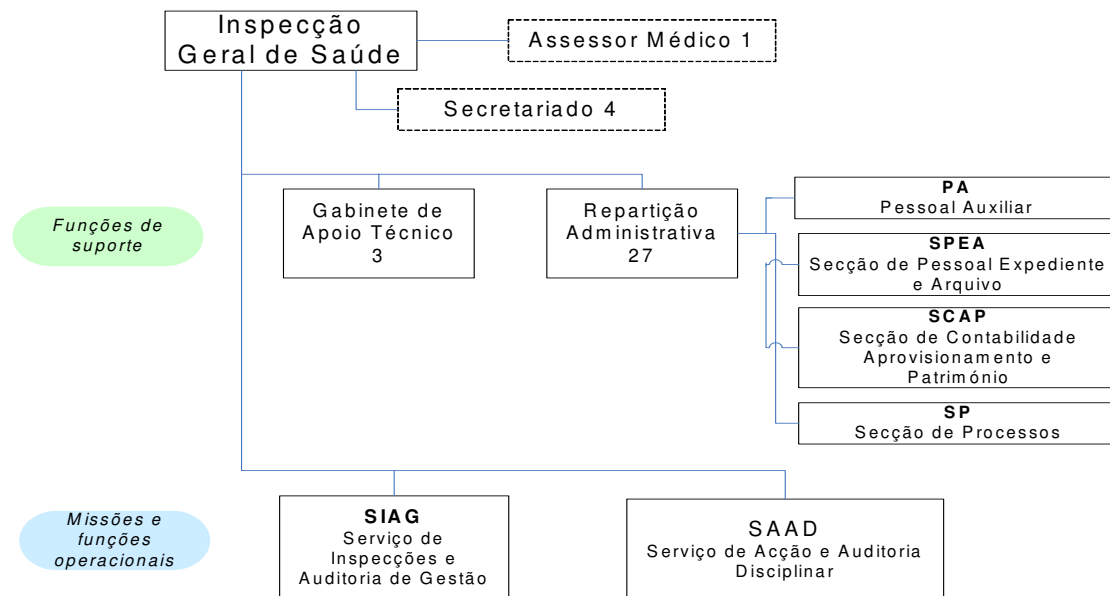 Inspecção
Geral de Saúde
Assessor Médico 1
Secretariado 4
Funções de
suporte
Gabinete de
Apoio Técnico
3
Repartição
Administrativa
27
PA
Pessoal Auxiliar
SPEA
Secção de Pessoal Expediente
e Arquivo
SCAP
Secção de Contabilidade
Aprovisionamento e
Património
SP
Secção de Processos
Missões e
funções
operacionais
SIAG
Serviço de
Inspecções e
Auditoria de Gestão
SAAD
Serviço de Acção e Auditoria
Disciplinar